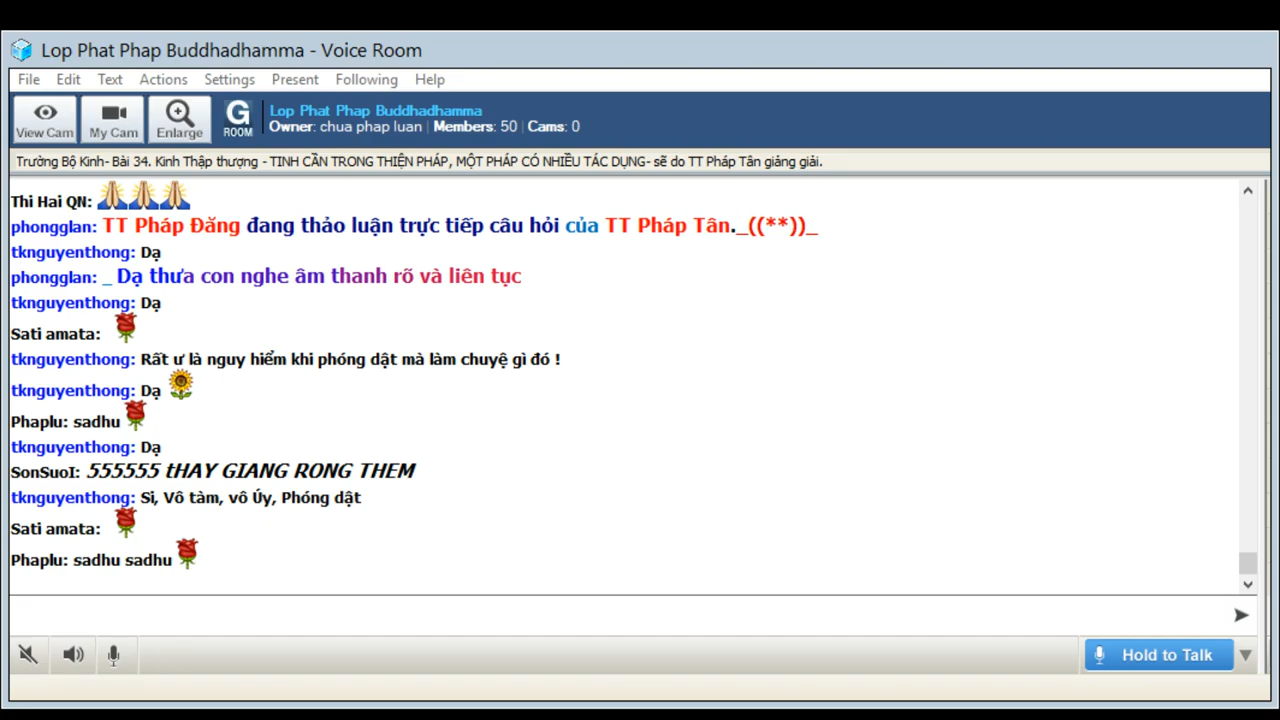 Lop Phat Phap Buddhadhamma - Voice Room
File Edit Text Actions Settings Present Following Help
View Cam My Cam Enlarge G ROOM
Lop Phat Phap Buddhadhamma
Owner: chua phap luan | Members: 50 | Cams: 0
Trường Bộ Kinh- Bài 34. Kinh Thập thượng - TINH CẦN TRONG THIỆN PHÁP, MỘT PHÁP CÓ NHIỀU TÁC DỤNG- sẽ do TT Pháp Tân giảng giải.
Thi Hai QN:
phongglan: TT Pháp Đăng đang thảo luận trực tiếp câu hỏi của TT Pháp Tân._((**))_
tknguyenthong: Dạ
phongglan: _ Dạ thưa con nghe âm thanh rõ và liên tục
tknguyenthong: Dạ
Sati amata:
tknguyenthong: Rất ư là nguy hiểm khi phóng dật mà làm chuyệ gì đó !
tknguyenthong: Dạ
Phaplu: sadhu
tknguyenthong: Dạ
SonSuoI: 555555 tHAY GIANG RONG THEM
tknguyenthong: Si, Vô tàm, vô Úy, Phóng dật
Sati amata:
Phaplu: sadhu sadhu
Hold to Talk